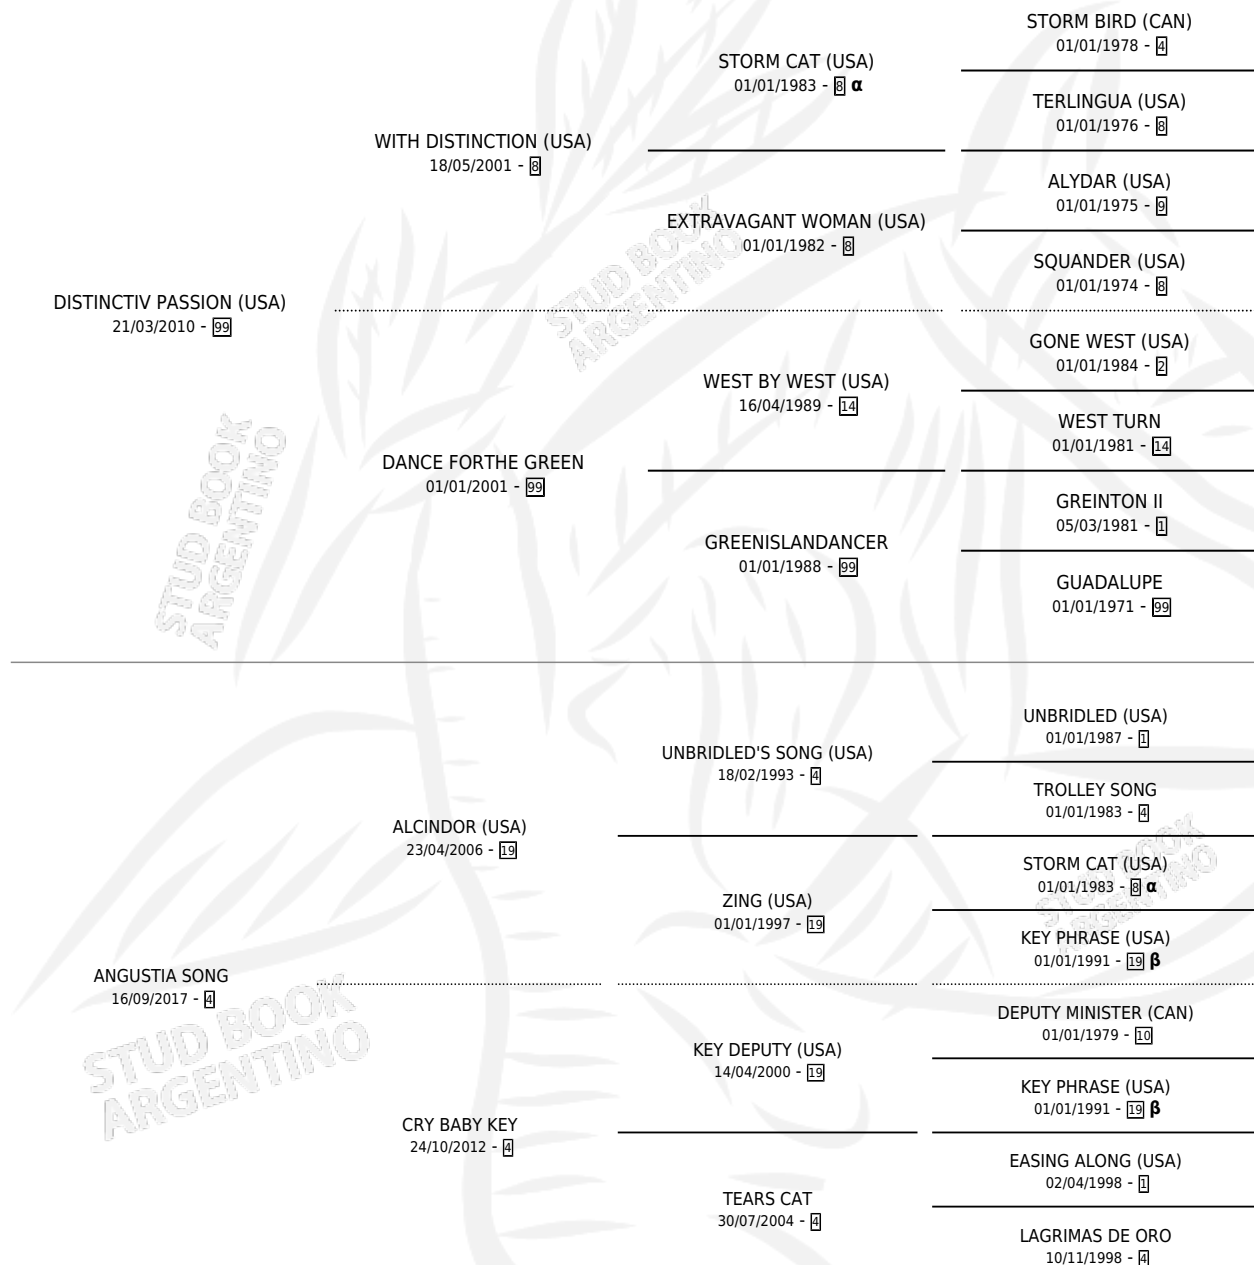 STORM BIRD (CAN)
01/01/1978 - 4
STORM CAT (USA)
01/01/1983 - 8 α
TERLINGUA (USA)
01/01/1976 - 8
WITH DISTINCTION (USA)
18/05/2001 - 8
ALYDAR (USA)
01/01/1975 - 9
EXTRAVAGANT WOMAN (USA)
01/01/1982 - 8
SQUANDER (USA)
01/01/1974 - 8
DISTINCTIV PASSION (USA)
21/03/2010 - 99
GONE WEST (USA)
01/01/1984 - 2
WEST BY WEST (USA)
16/04/1989 - 14
WEST TURN
01/01/1981 - 14
DANCE FORTHE GREEN
01/01/2001 - 99
GREINTON II
05/03/1981 - 1
GREENISLANDANCER
01/01/1988 - 99
GUADALUPE
01/01/1971 - 99
UNBRIDLED (USA)
01/01/1987 - 1
UNBRIDLED'S SONG (USA)
18/02/1993 - 4
TROLLEY SONG
01/01/1983 - 4
ALCINDOR (USA)
23/04/2006 - 19
STORM CAT (USA)
01/01/1983 - 8 α
ZING (USA)
01/01/1997 - 19
KEY PHRASE (USA)
01/01/1991 - 19 β
ANGUSTIA SONG
16/09/2017 - 4
DEPUTY MINISTER (CAN)
01/01/1979 - 10
KEY DEPUTY (USA)
14/04/2000 - 19
KEY PHRASE (USA)
01/01/1991 - 19 β
CRY BABY KEY
24/10/2012 - 4
EASING ALONG (USA)
02/04/1998 - 1
TEARS CAT
30/07/2004 - 4
LAGRIMAS DE ORO
10/11/1998 - 4
STUD BOOK
ARGENTINO
STUD BOOK
ARGENTINO
STUD BOOK
ARGENTINO
STUD BOOK
ARGENTINO